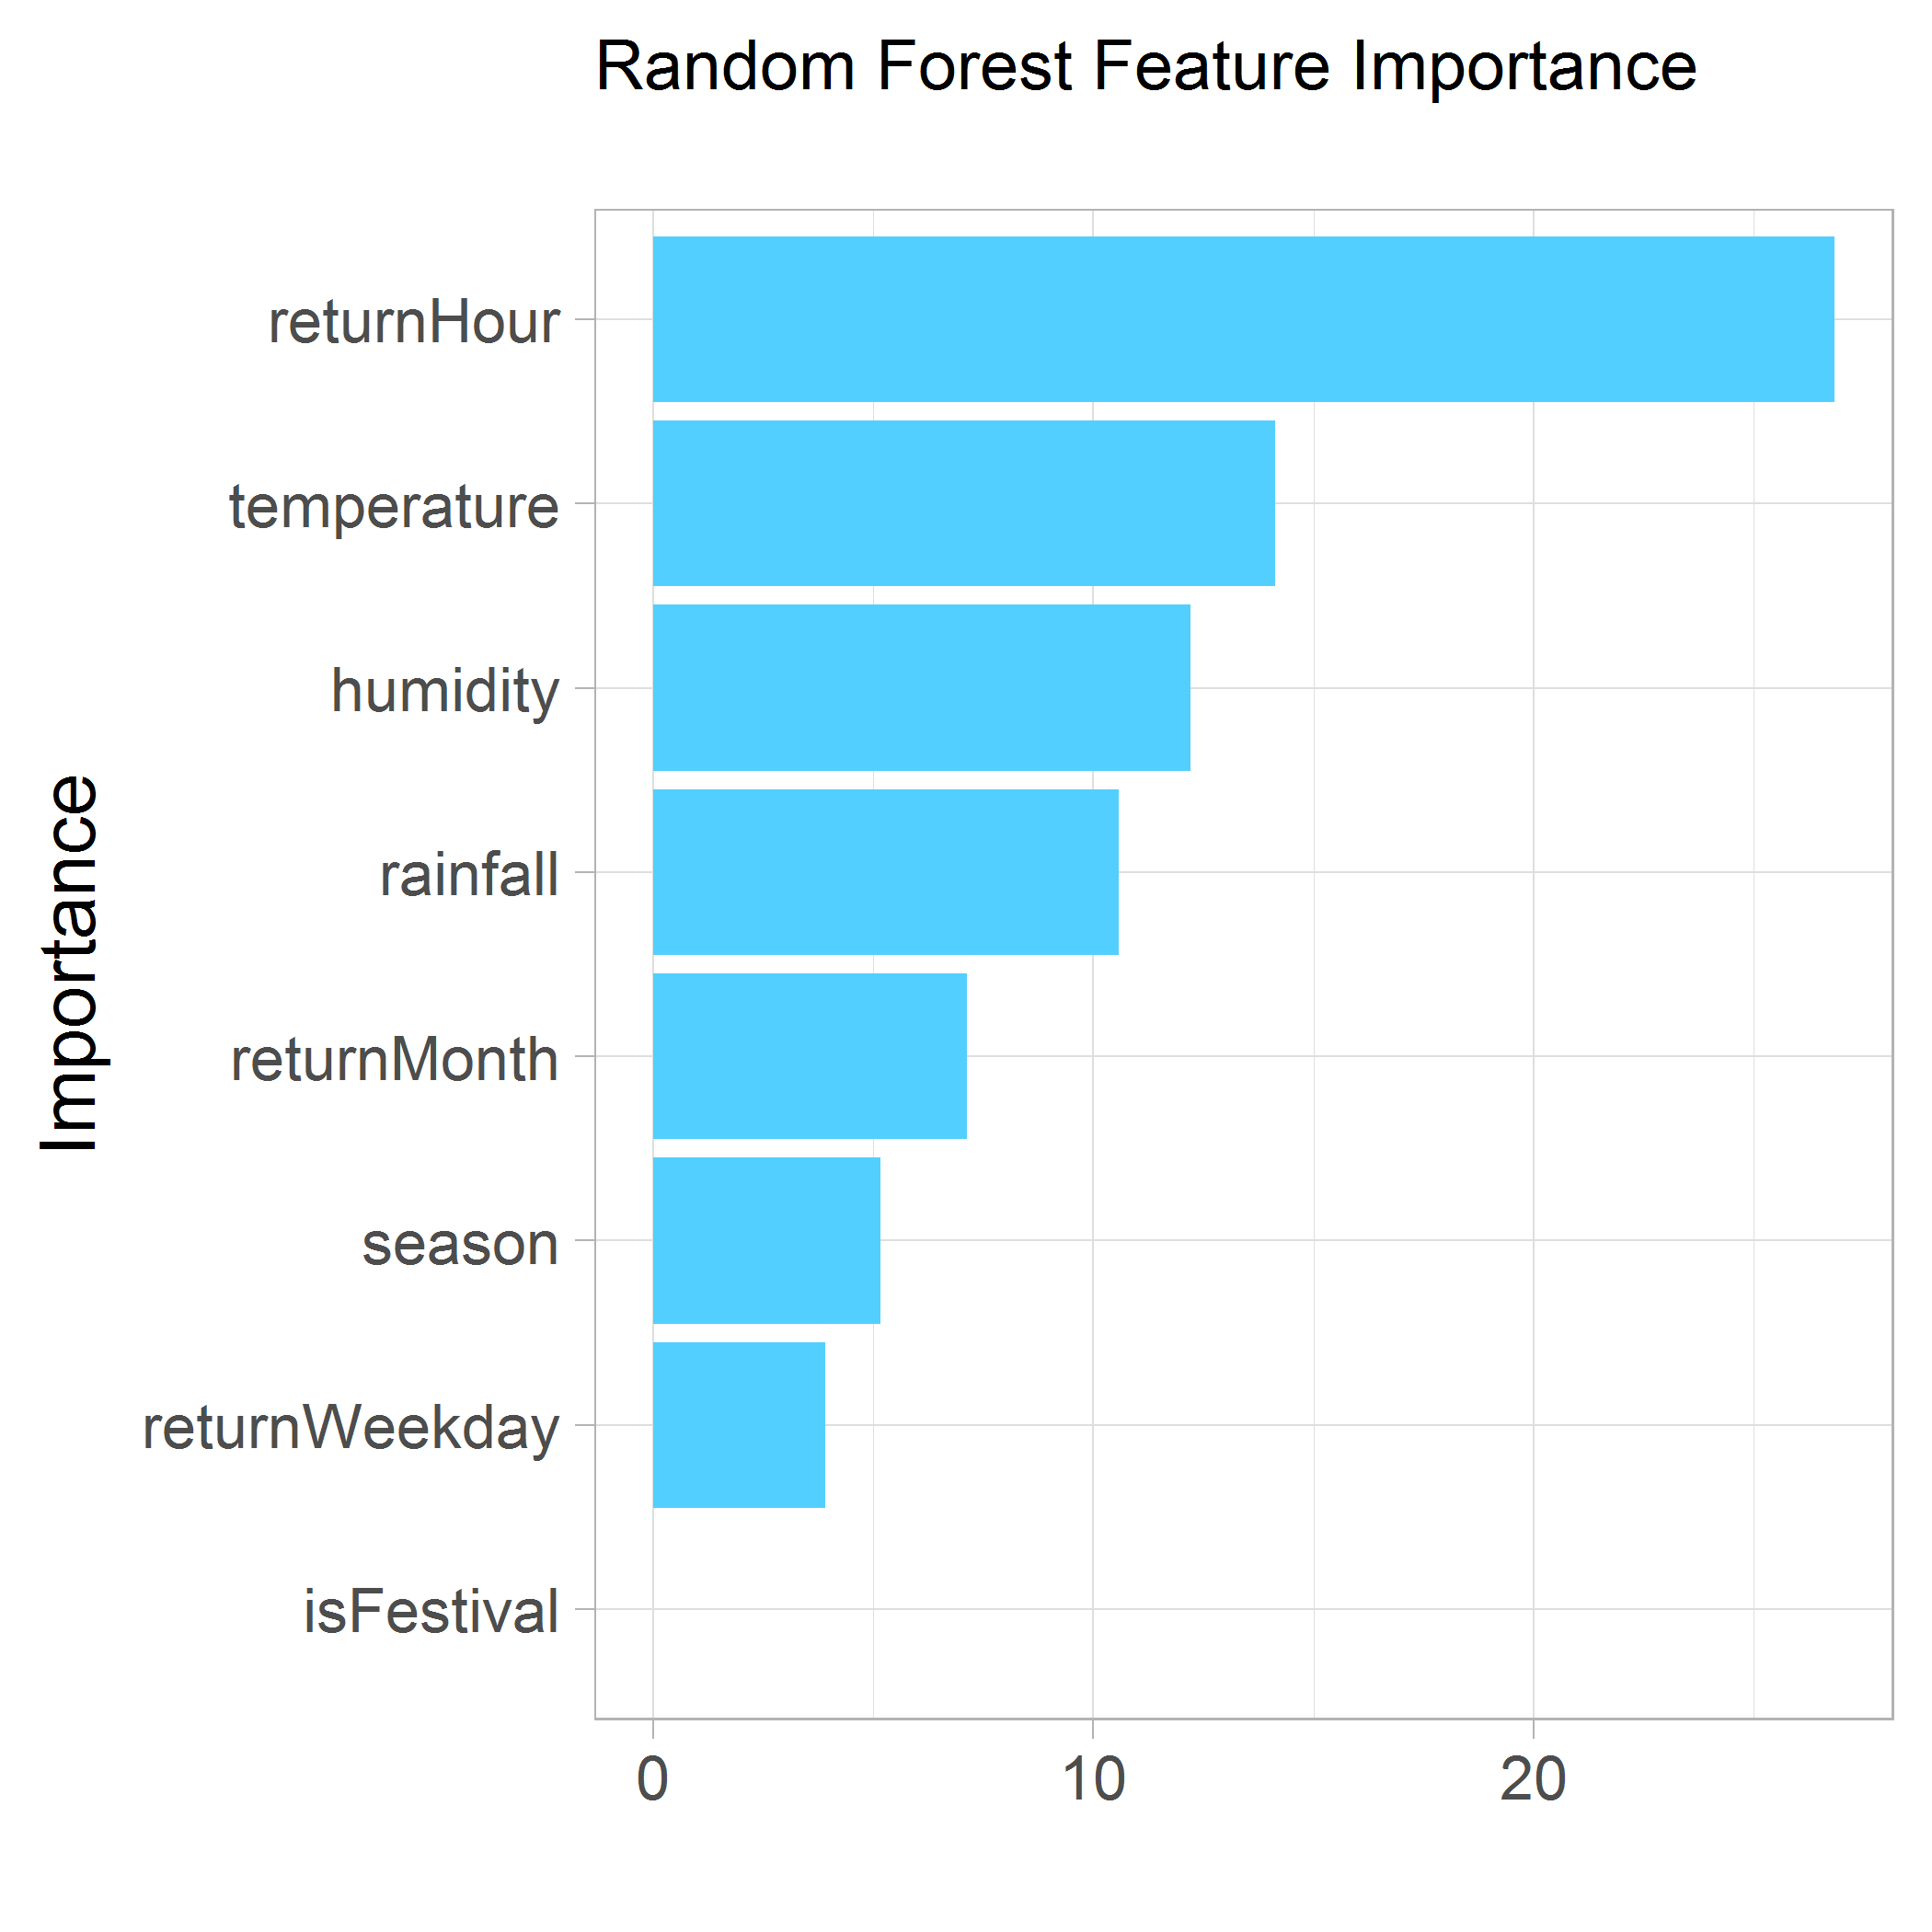 Random Forest Feature Importance
Importance
returnHour
temperature
humidity
rainfall
returnMonth
season
returnWeekday
isFestival
0 10 20